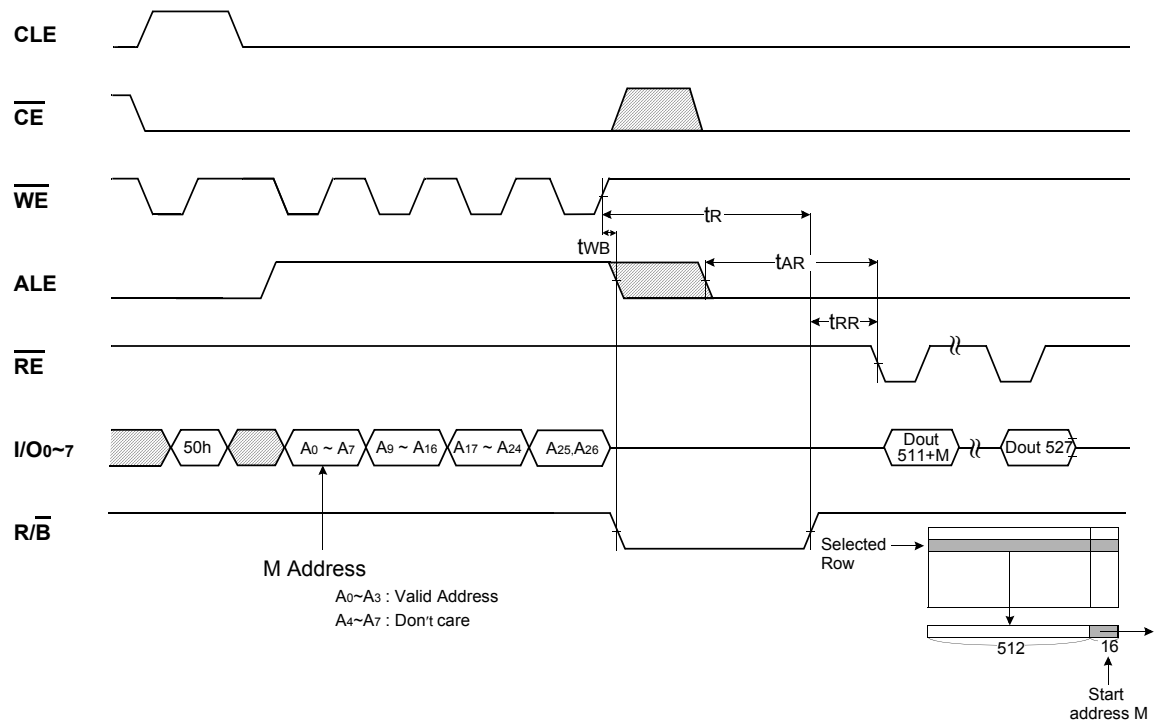 CLE
CE
WE
tR
tWB
ALE
tAR
tRR
RE
I/O0~7
50h
A0 ~ A7
A9 ~ A16
A17 ~ A24
A25,A26
Dout
511+M
Dout 527
R/B
M Address
A0~A3 : Valid Address
A4~A7 : Don't care
Selected
Row
512
16
Start
address M